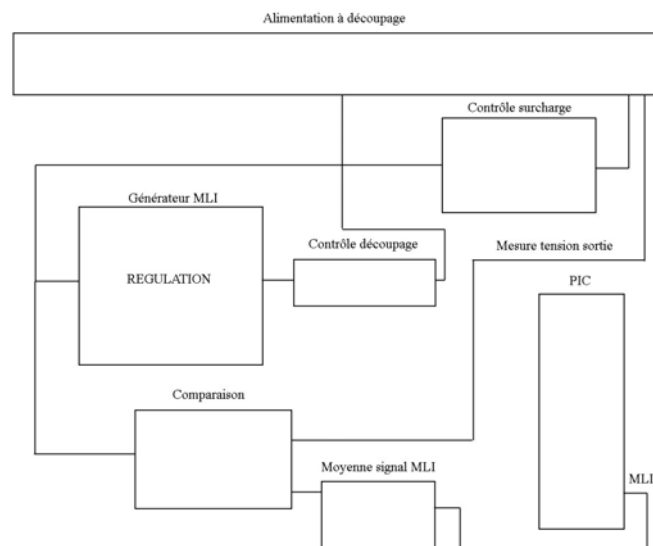 Alimentation à découpage
Contrôle surcharge
Générateur MLI
Contrôle découpage
Mesure tension sortie
REGULATION
PIC
Comparaison
Moyenne signal MLI
MLI